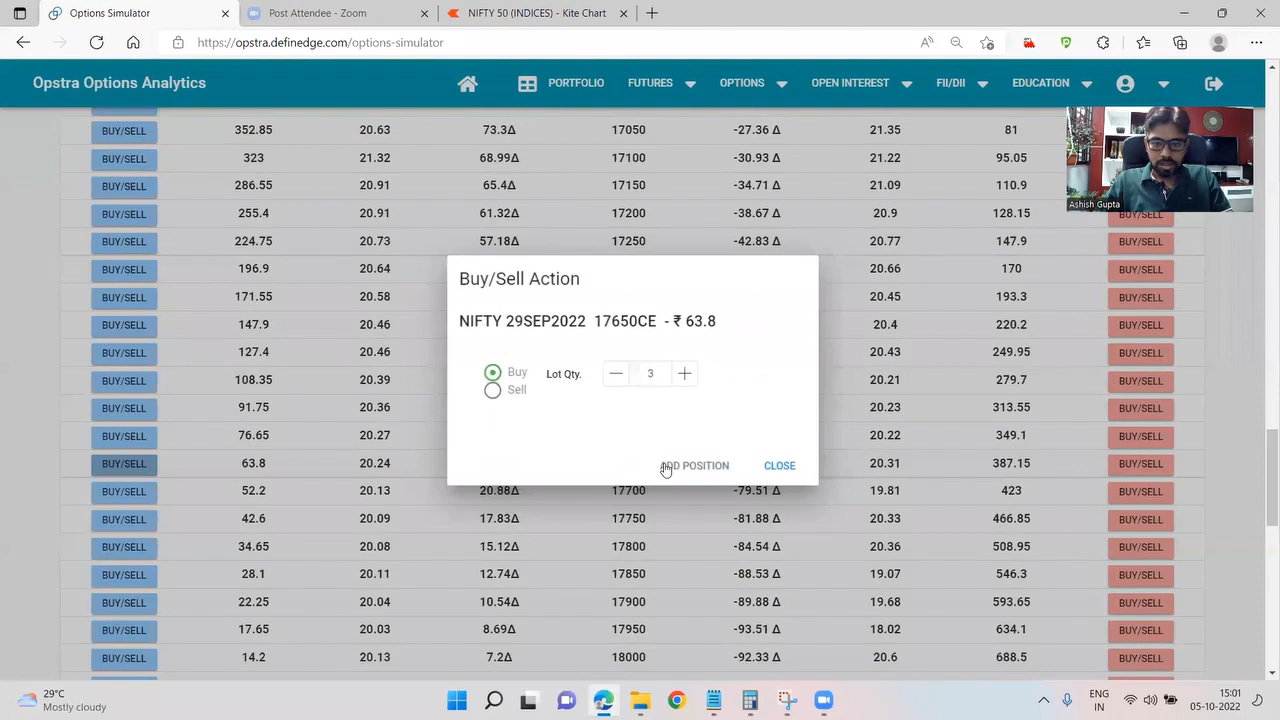 Options Simulator
Post Attendee - Zoom
NIFTY 50 (INDICES) - Kite Chart
https://opstra.definedge.com/options-simulator
Opstra Options Analytics
PORTFOLIO FUTURES OPTIONS OPEN INTEREST FII/DII EDUCATION
BUY/SELL 352.85 20.63 73.3Δ 17050 -27.36 Δ 21.35 81
BUY/SELL 323 21.32 68.99Δ 17100 -30.93 Δ 21.22 95.05
BUY/SELL 286.55 20.91 65.4Δ 17150 -34.71 Δ 21.09 110.9
Ashish Gupta
BUY/SELL 255.4 20.91 61.32Δ 17200 -38.67 Δ 20.9 128.15 BUY/SELL
BUY/SELL 224.75 20.73 57.18Δ 17250 -42.83 Δ 20.77 147.9 BUY/SELL
BUY/SELL 196.9 20.64 20.66 170 BUY/SELL
BUY/SELL 171.55 20.58 20.45 193.3 BUY/SELL
BUY/SELL 147.9 20.46 20.4 220.2 BUY/SELL
BUY/SELL 127.4 20.46 20.43 249.95 BUY/SELL
BUY/SELL 108.35 20.39 20.21 279.7 BUY/SELL
BUY/SELL 91.75 20.36 20.23 313.55 BUY/SELL
BUY/SELL 76.65 20.27 20.22 349.1 BUY/SELL
BUY/SELL 63.8 20.24 20.31 387.15 BUY/SELL
Buy/Sell Action
NIFTY 29SEP2022 17650CE - ₹ 63.8
Buy
Sell
Lot Qty. 3
ADD POSITION CLOSE
BUY/SELL 52.2 20.13 20.88Δ 17700 -79.51 Δ 19.81 423 BUY/SELL
BUY/SELL 42.6 20.09 17.83Δ 17750 -81.88 Δ 20.33 466.85 BUY/SELL
BUY/SELL 34.65 20.08 15.12Δ 17800 -84.54 Δ 20.36 508.95 BUY/SELL
BUY/SELL 28.1 20.11 12.74Δ 17850 -88.53 Δ 19.07 546.3 BUY/SELL
BUY/SELL 22.25 20.04 10.54Δ 17900 -89.88 Δ 19.68 593.65 BUY/SELL
BUY/SELL 17.65 20.03 8.69Δ 17950 -93.51 Δ 18.02 634.1 BUY/SELL
BUY/SELL 14.2 20.13 7.2Δ 18000 -92.33 Δ 20.6 688.5 BUY/SELL
29°C
Mostly cloudy
ENG
IN
15:01
05-10-2022